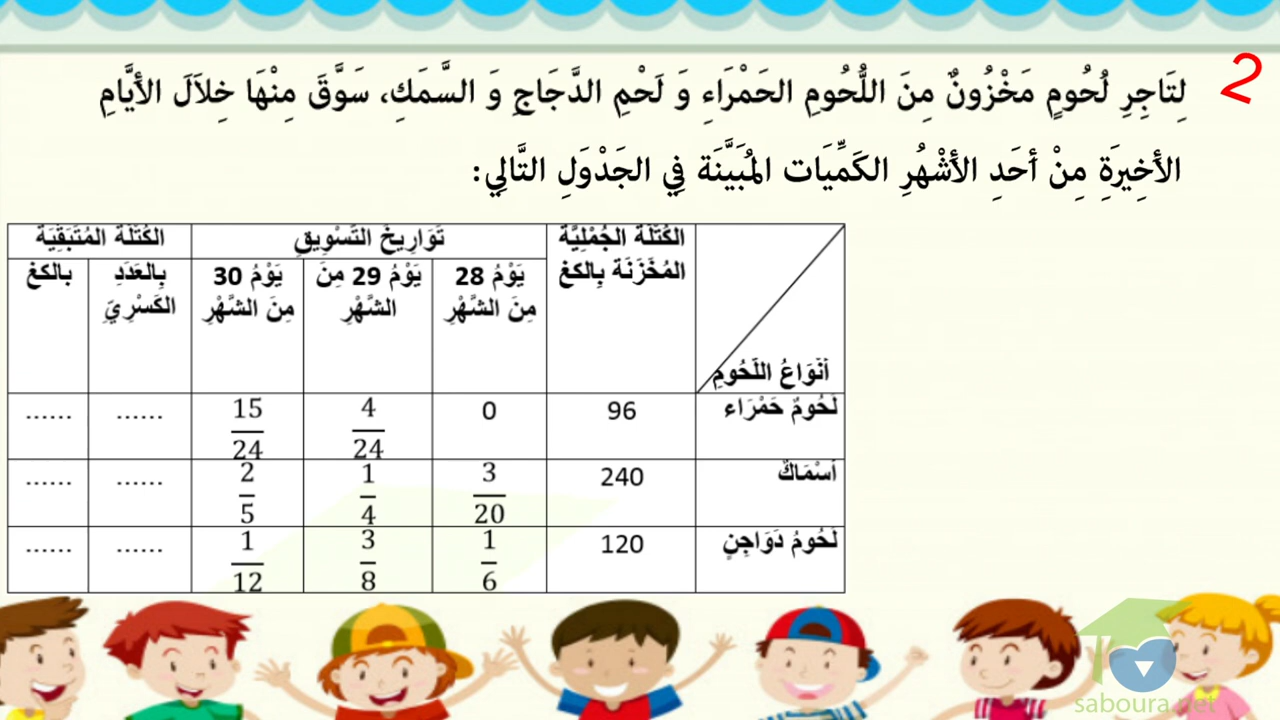 2
لِتَاجِرِ لُحُومٍ مَخْزُونٌ مِنَ اللُّحُومِ الحَمْرَاءِ وَ لَحْمِ الدَّجَاجِ وَ السَّمَكِ، سَوَّقَ مِنْهَا خِلاَلَ الأَيَّامِ
الأَخِيرَةِ مِنْ أَحَدِ الأَشْهُرِ الكَمِّيَات المُبَيَّنَة فِي الجَدْوَلِ التَّالِي:
أَنْوَاعُ اللَّحُومِ
الكُتْلَةُ الجُمْلِيَّة
المُخَزَنَة بِالكغ
تَوَارِيخُ التَّسْوِيقِ
الكُتْلَةُ المُتَبَقِيَة
يَوْمُ 28
مِنَ الشَّهْرِ
يَوْمُ 29 مِنَ
الشَّهْرِ
يَوْمُ 30
مِنَ الشَّهْرِ
بِالعَدَدِ
الكَسْرِيِّ
بالكغ
لَحُومُ حَمْرَاء 96 0 4/24 15/24 ...... ......
أَسْمَاكٌ 240 3/20 1/4 2/5 ...... ......
لَحُومُ دَوَاجِنٍ 120 1/6 3/8 1/12 ...... ......
saboura.net